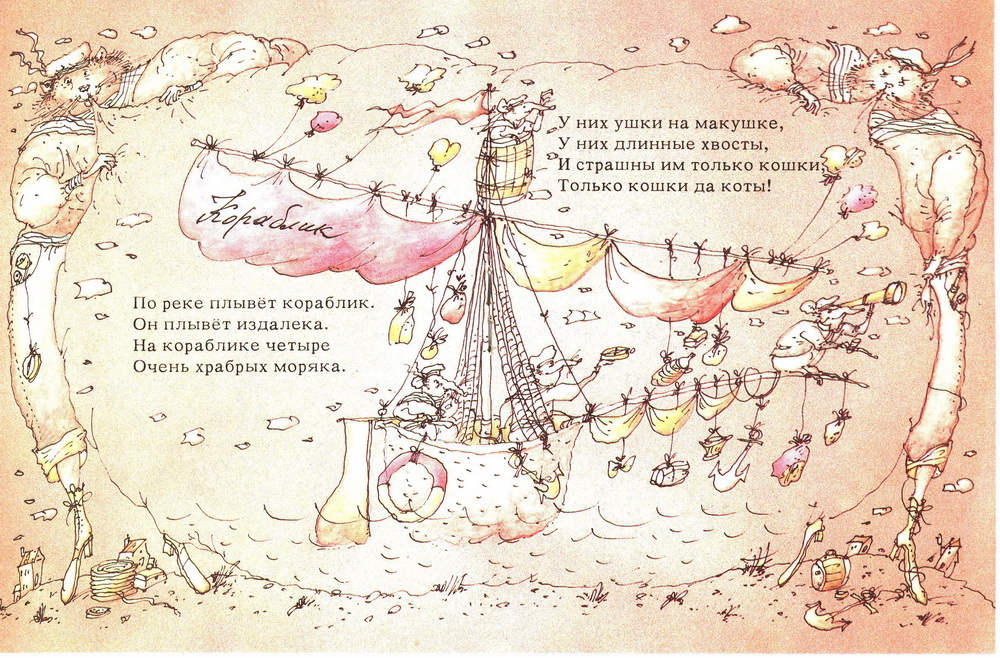 Кораблик
По реке плывёт кораблик.
Он плывёт издалека.
На кораблике четыре
Очень храбрых моряка.
У них ушки на макушке,
У них длинные хвосты,
И страшны им только кошки,
Только кошки да коты!